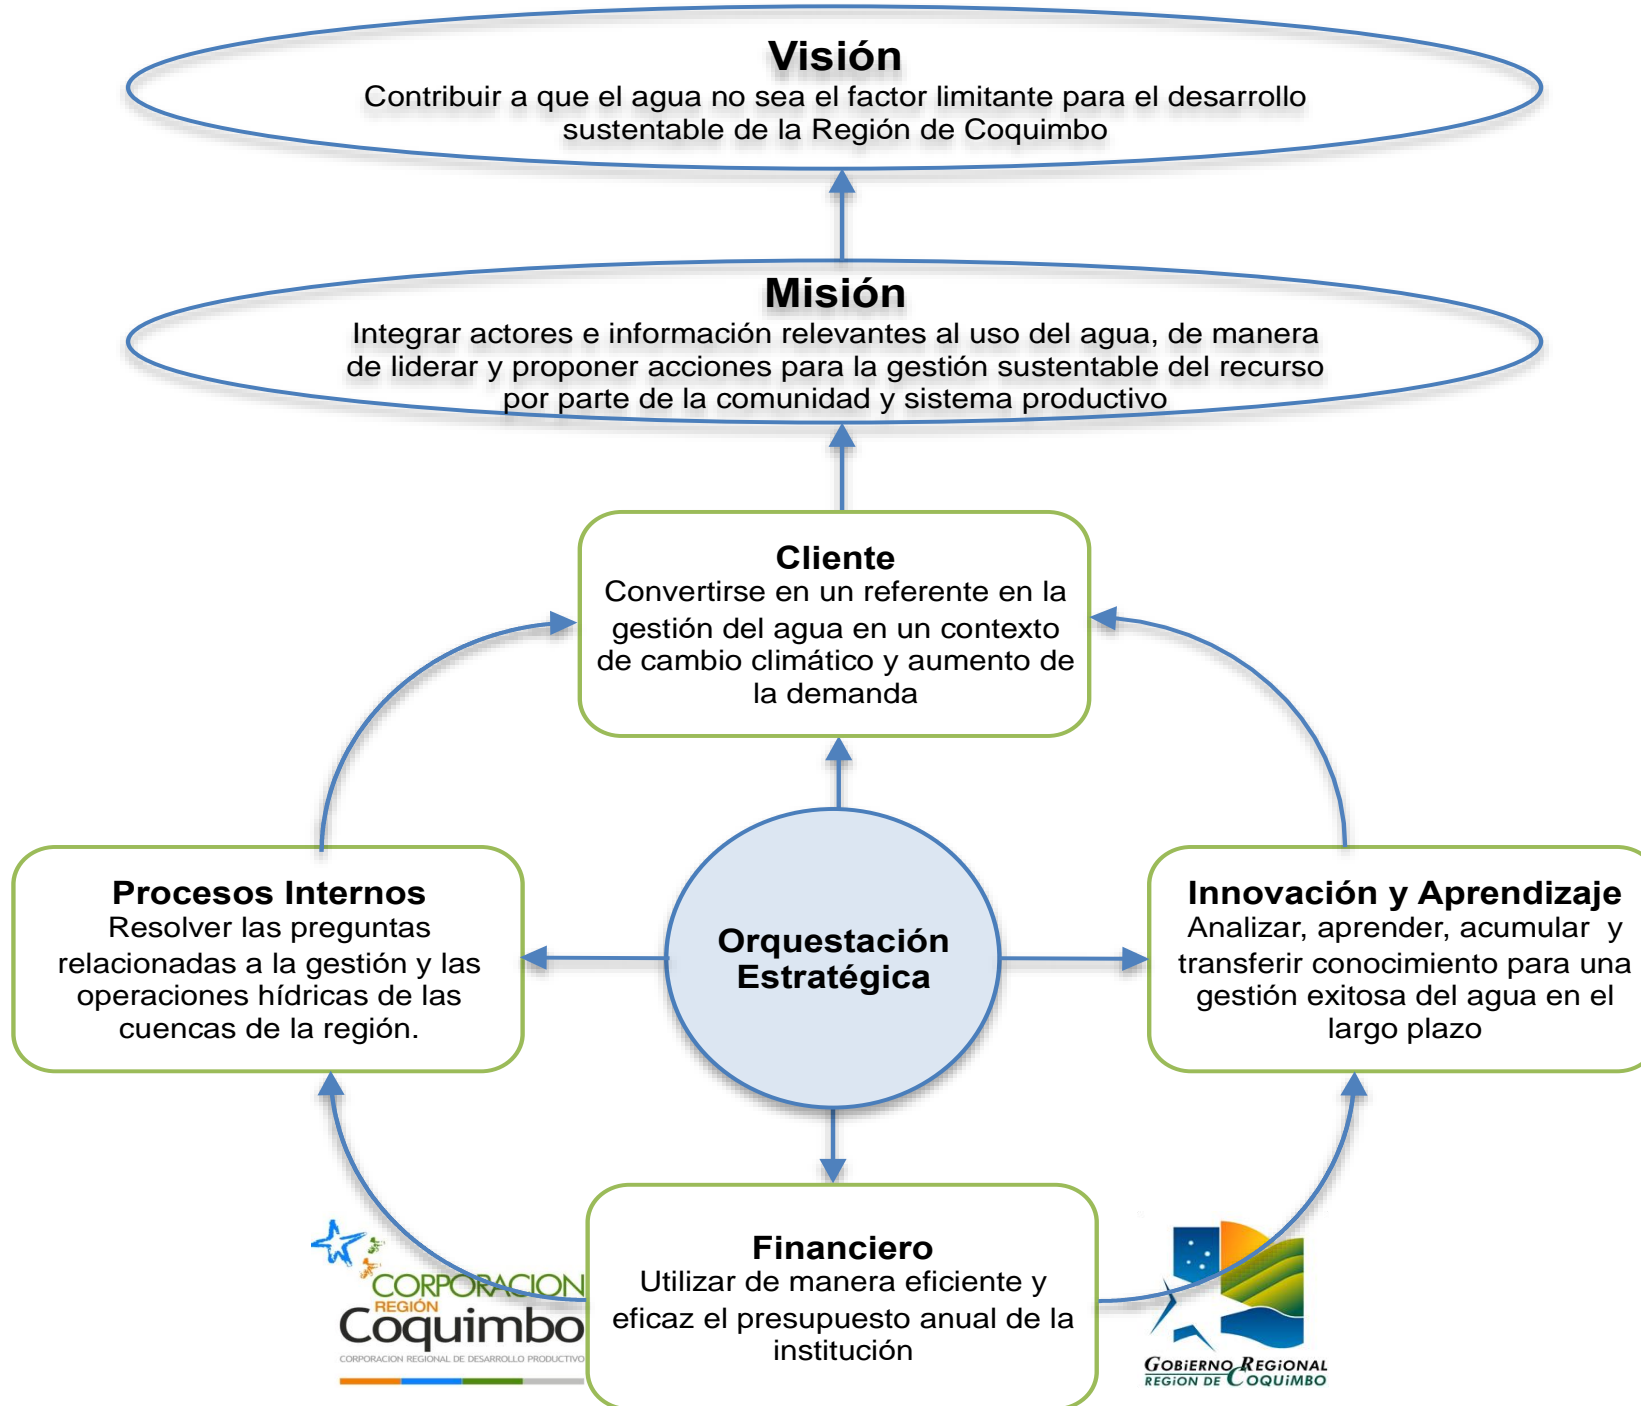 Visión
Contribuir a que el agua no sea el factor limitante para el desarrollo
sustentable de la Región de Coquimbo
Misión
Integrar actores e información relevantes al uso del agua, de manera
de liderar y proponer acciones para la gestión sustentable del recurso
por parte de la comunidad y sistema productivo
Cliente
Convertirse en un referente en la
gestión del agua en un contexto
de cambio climático y aumento de
la demanda
Procesos Internos
Resolver las preguntas
relacionadas a la gestión y las
operaciones hídricas de las
cuencas de la región.
Orquestación
Estratégica
Innovación y Aprendizaje
Analizar, aprender, acumular y
transferir conocimiento para una
gestión exitosa del agua en el
largo plazo
Financiero
Utilizar de manera eficiente y
eficaz el presupuesto anual de la
institución
CORPORACION
REGIÓN
Coquimbo
CORPORACION REGIONAL DE DESARROLLO PRODUCTIVO
GOBiERNO REGiONAL
REGiON DE COQUiMBO